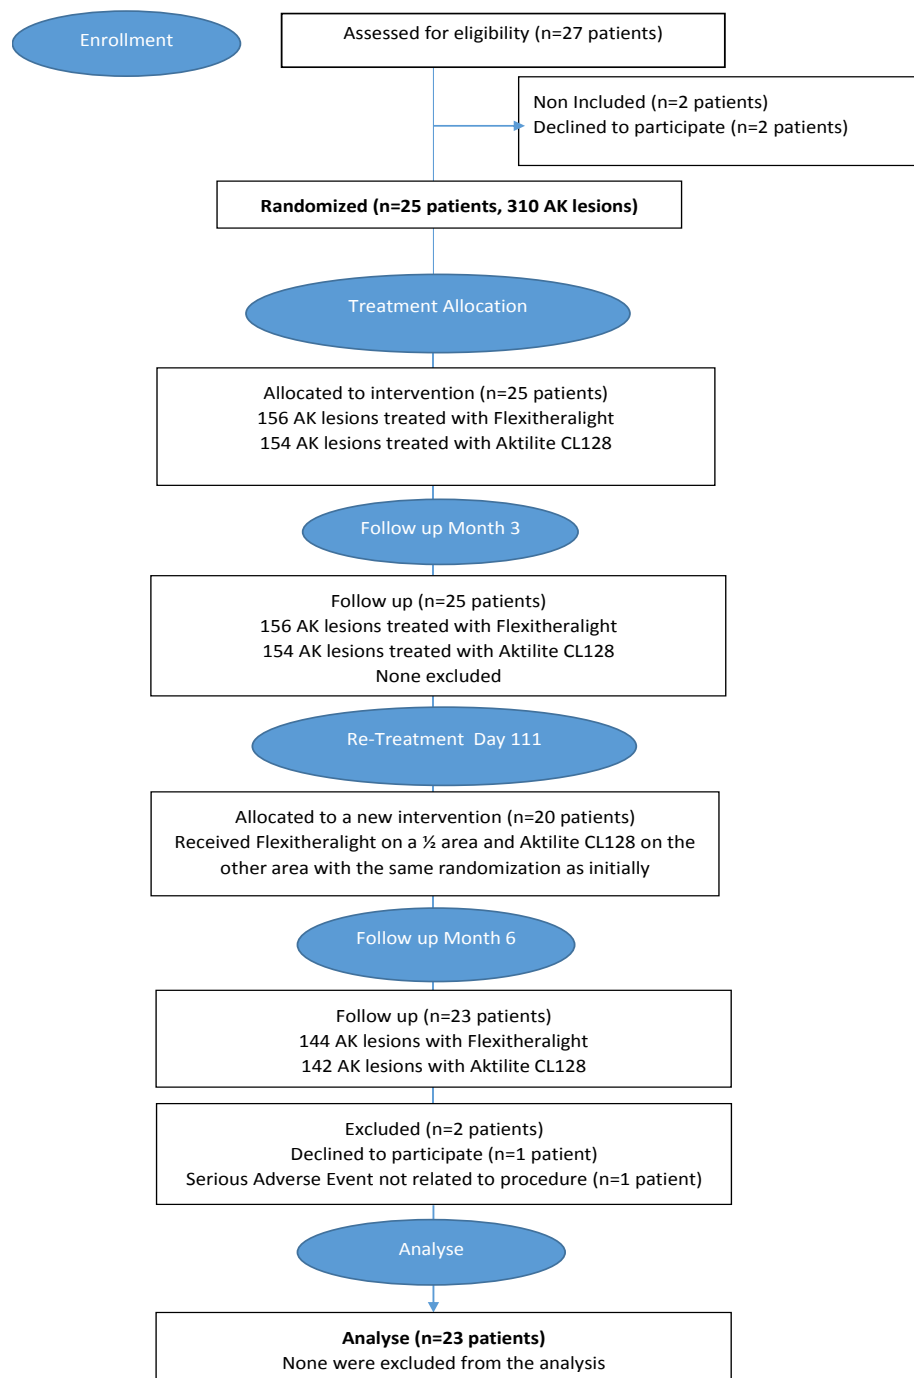 Enrollment
Assessed for eligibility (n=27 patients)
Non Included (n=2 patients)
Declined to participate (n=2 patients)
Randomized (n=25 patients, 310 AK lesions)
Treatment Allocation
Allocated to intervention (n=25 patients)
156 AK lesions treated with Flexitheralight
154 AK lesions treated with Aktilite CL128
Follow up Month 3
Follow up (n=25 patients)
156 AK lesions treated with Flexitheralight
154 AK lesions treated with Aktilite CL128
None excluded
Re-Treatment Day 111
Allocated to a new intervention (n=20 patients)
Received Flexitheralight on a ½ area and Aktilite CL128 on the
other area with the same randomization as initially
Follow up Month 6
Follow up (n=23 patients)
144 AK lesions with Flexitheralight
142 AK lesions with Aktilite CL128
Excluded (n=2 patients)
Declined to participate (n=1 patient)
Serious Adverse Event not related to procedure (n=1 patient)
Analyse
Analyse (n=23 patients)
None were excluded from the analysis